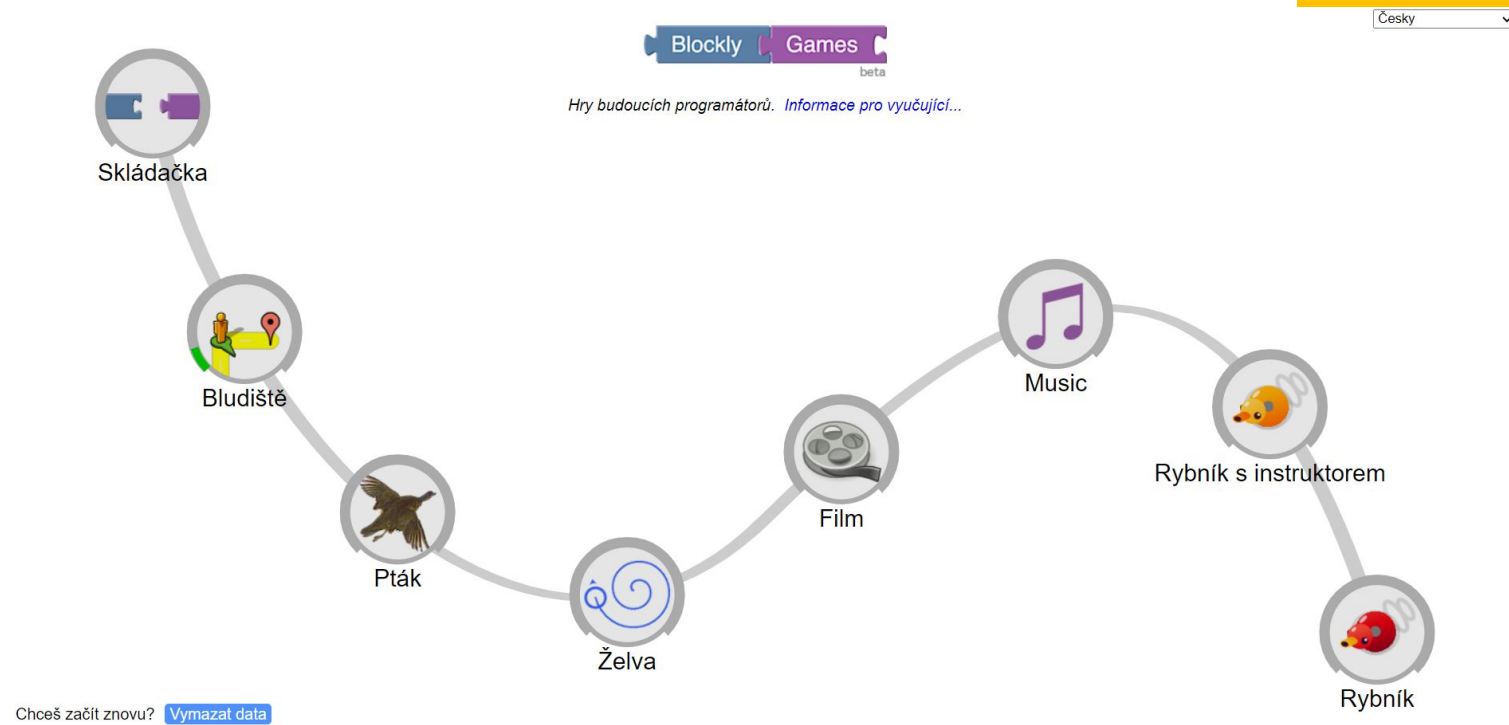 Česky
Blockly Games
beta
Hry budoucích programátorů. Informace pro vyučující...
Skládačka
Bludiště
Pták
Želva
Film
Music
Rybník s instruktorem
Rybník
Chceš začít znovu? Vymazat data